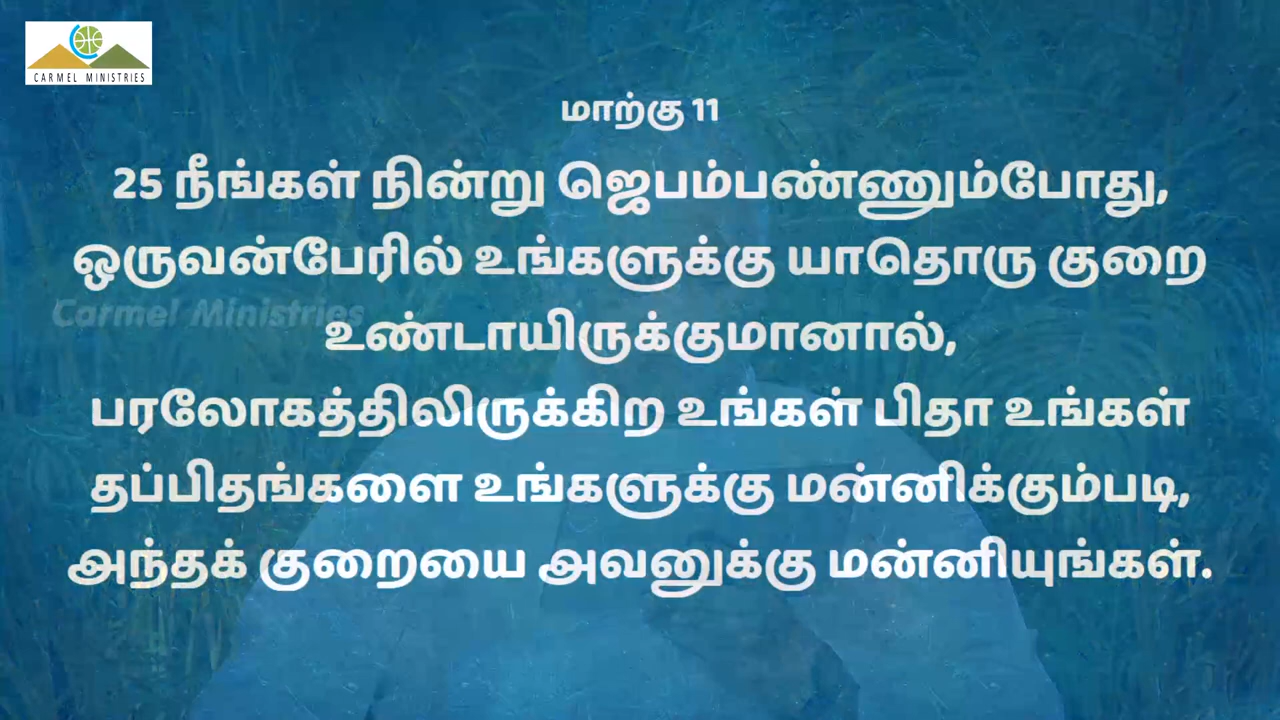 CARMEL MINISTRIES
மாற்கு 11
25 நீங்கள் நின்று ஜெபம்பண்ணும்போது,
ஒருவன்பேரில் உங்களுக்கு யாதொரு குறை
Carmel Ministries
உண்டாயிருக்குமானால்,
பரலோகத்திலிருக்கிற உங்கள் பிதா உங்கள்
தப்பிதங்களை உங்களுக்கு மன்னிக்கும்படி,
அந்தக் குறையை அவனுக்கு மன்னியுங்கள்.